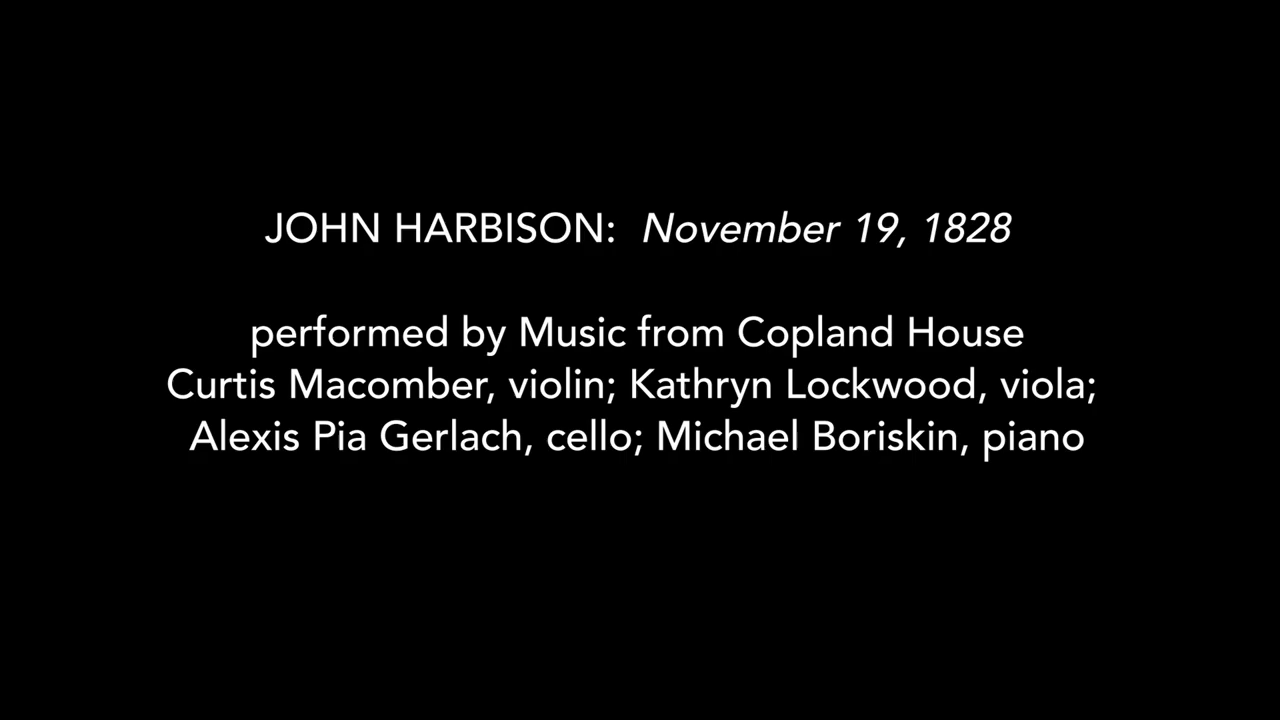 JOHN HARBISON: November 19, 1828
performed by Music from Copland House
Curtis Macomber, violin; Kathryn Lockwood, viola;
Alexis Pia Gerlach, cello; Michael Boriskin, piano